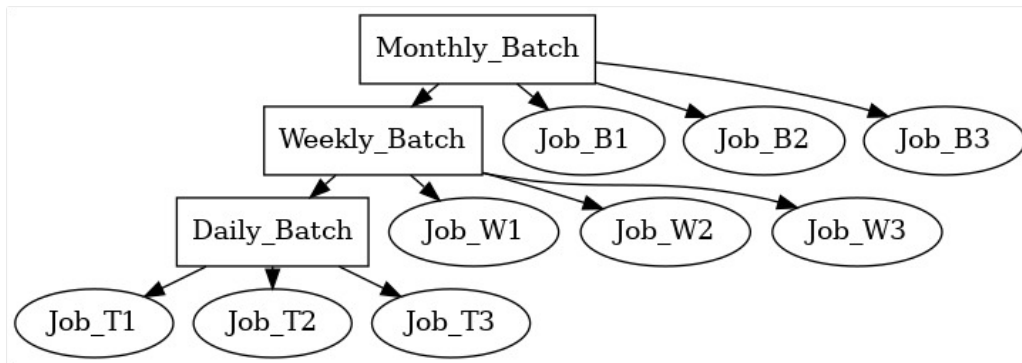 Monthly_Batch
Weekly_Batch
Job_B1
Job_B2
Job_B3
Daily_Batch
Job_W1
Job_W2
Job_W3
Job_T1
Job_T2
Job_T3